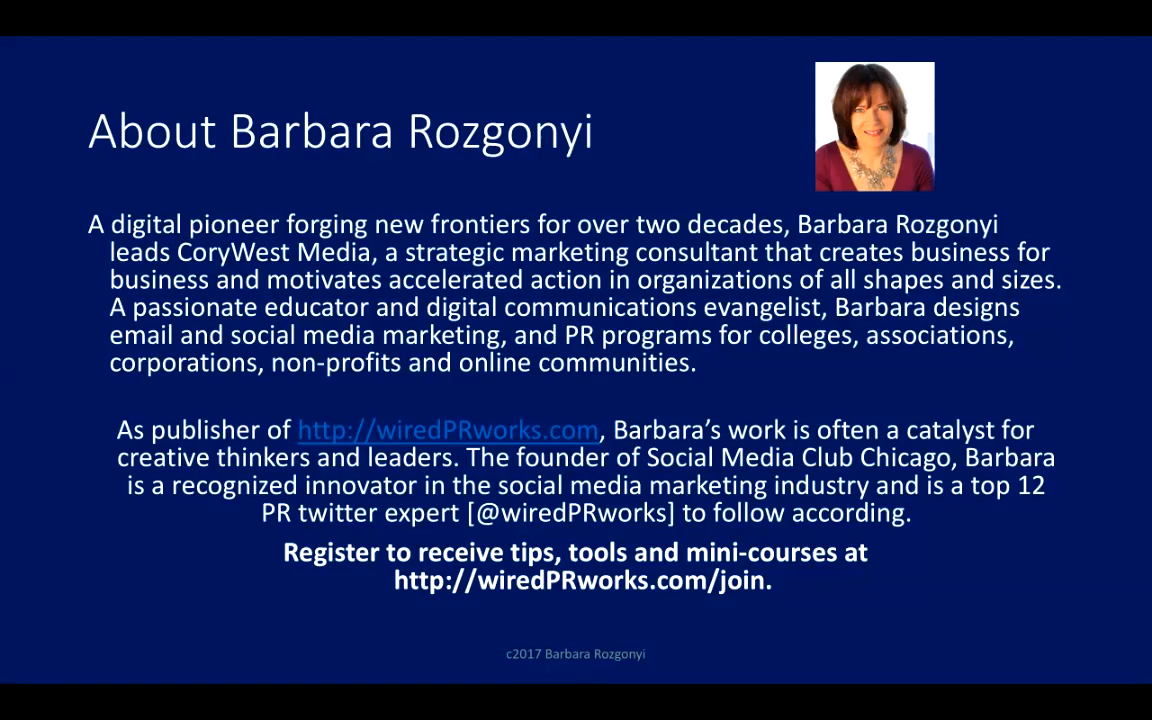 About Barbara Rozgonyi
A digital pioneer forging new frontiers for over two decades, Barbara Rozgonyi
leads CoryWest Media, a strategic marketing consultant that creates business for
business and motivates accelerated action in organizations of all shapes and sizes.
A passionate educator and digital communications evangelist, Barbara designs
email and social media marketing, and PR programs for colleges, associations,
corporations, non-profits and online communities.
As publisher of http://wiredPRworks.com, Barbara’s work is often a catalyst for
creative thinkers and leaders. The founder of Social Media Club Chicago, Barbara
is a recognized innovator in the social media marketing industry and is a top 12
PR twitter expert [@wiredPRworks] to follow according.
Register to receive tips, tools and mini-courses at
http://wiredPRworks.com/join.
c2017 Barbara Rozgonyi